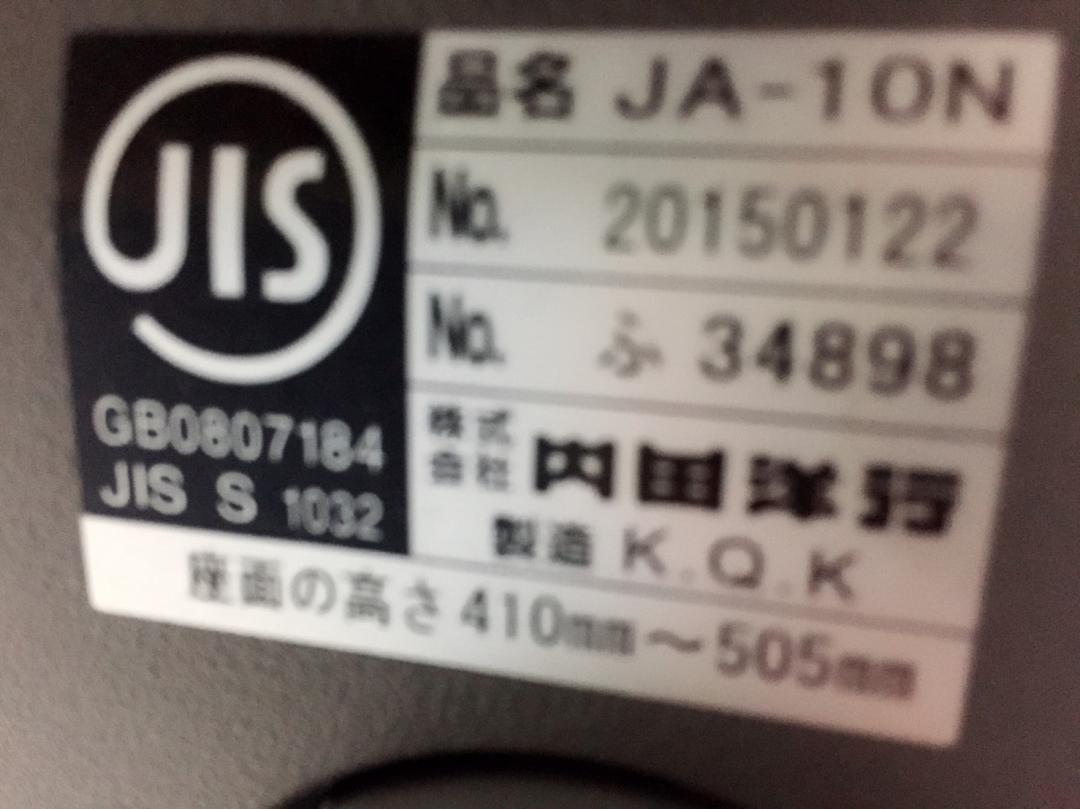 JIS
GB0807184
JIS S 1032
品名 JA-10N
No. 20150122
No. ふ 34898
株式会社 内田洋行
製造 K.Q.K
座面の高さ 410mm〜505mm